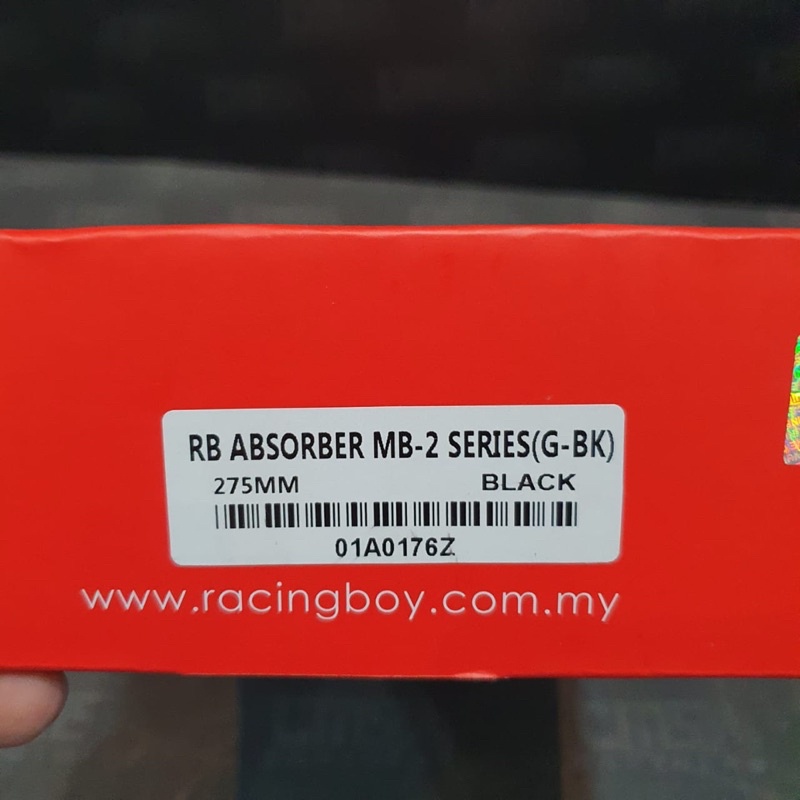 RB ABSORBER MB-2 SERIES(G-BK)
275MM BLACK
01A0176Z
www.racingboy.com.my